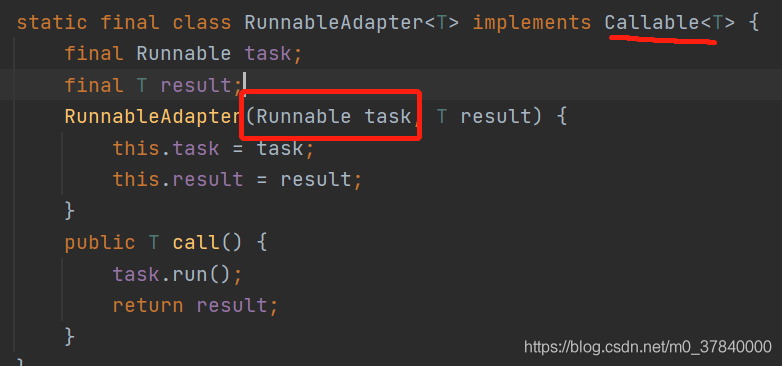 static final class RunnableAdapter<T> implements Callable<T> {
final Runnable task;
final T result;
RunnableAdapter(Runnable task, T result) {
this.task = task;
this.result = result;
}
public T call() {
task.run();
return result;
}
}
https://blog.csdn.net/m0_37840000